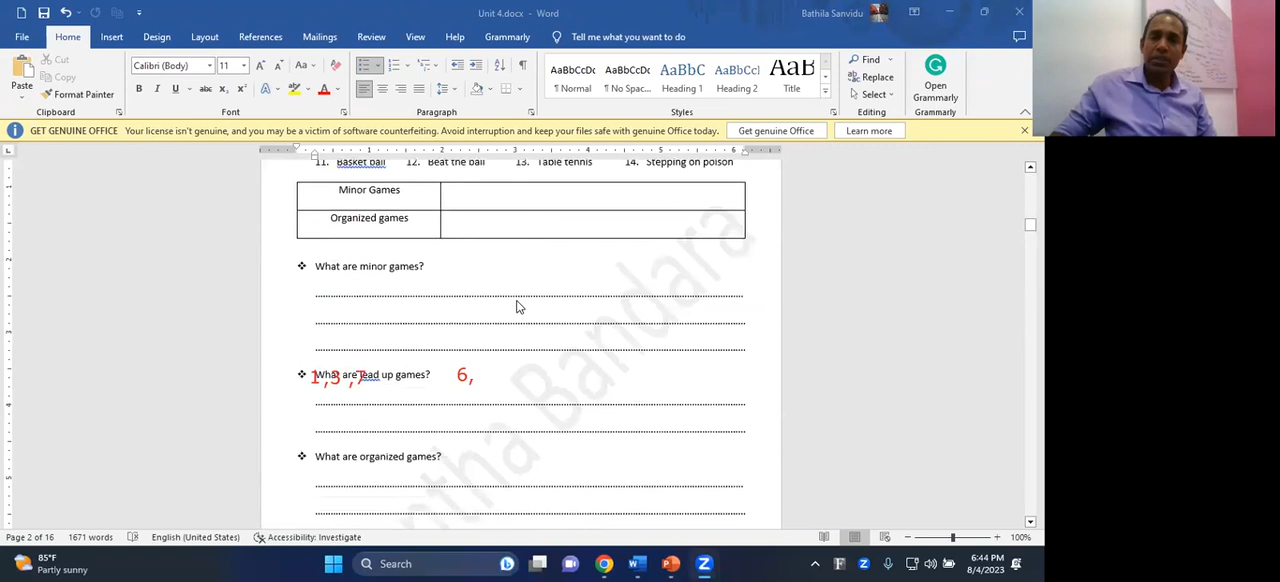 Unit 4.docx - Word
Bathila Sanvidu
File Home Insert Design Layout References Mailings Review View Help Grammarly Tell me what you want to do
Cut
Copy
Format Painter
Paste
Calibri (Body) 11
AaBbCcDc AaBbCcDc AaBbC AaBbCcI AaB
¶ Normal ¶ No Spac... Heading 1 Heading 2 Title
Find
Replace
Select
Open
Grammarly
Clipboard Font Paragraph Styles Editing Grammarly
GET GENUINE OFFICE Your license isn't genuine, and you may be a victim of software counterfeiting. Avoid interruption and keep your files safe with genuine Office today. Get genuine Office Learn more
11. Basket ball 12. Beat the ball 13. Table tennis 14. Stepping on poison
Minor Games
Organized games
❖ What are minor games?
❖ What are lead up games?
1,3,7 6,
❖ What are organized games?
ntha Bandara
Page 2 of 16 1671 words English (United States) Accessibility: Investigate 100%
85°F
Partly sunny
Search
6:44 PM
8/4/2023